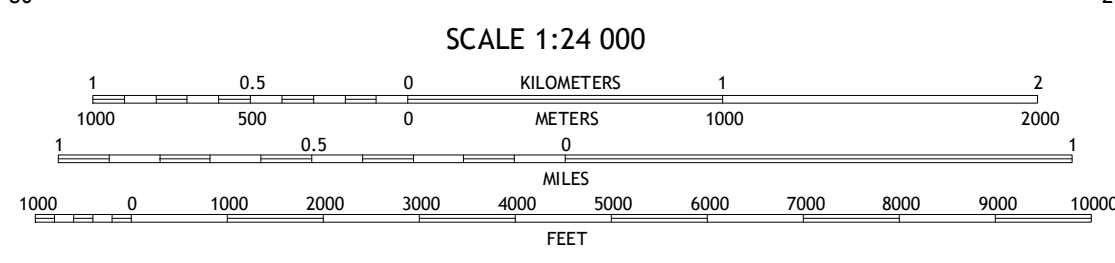 SCALE 1:24 000
1 0.5 0 KILOMETERS 1 2
1000 500 0 METERS 1000 2000
1 0.5 0 1
MILES
1000 0 1000 2000 3000 4000 5000 6000 7000 8000 9000 10000
FEET